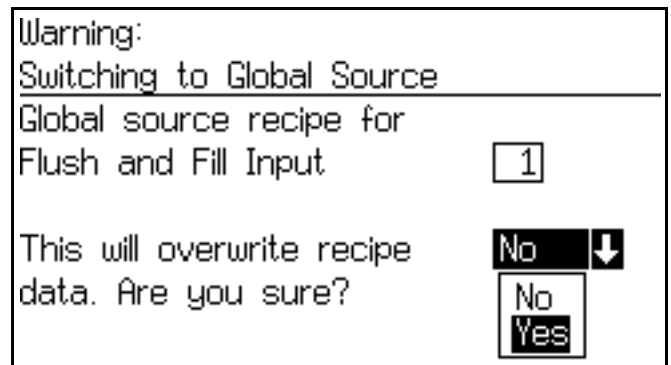 Warning:
Switching to Global Source
Global source recipe for
Flush and Fill Input 1
This will overwrite recipe No
data. Are you sure? No
Yes